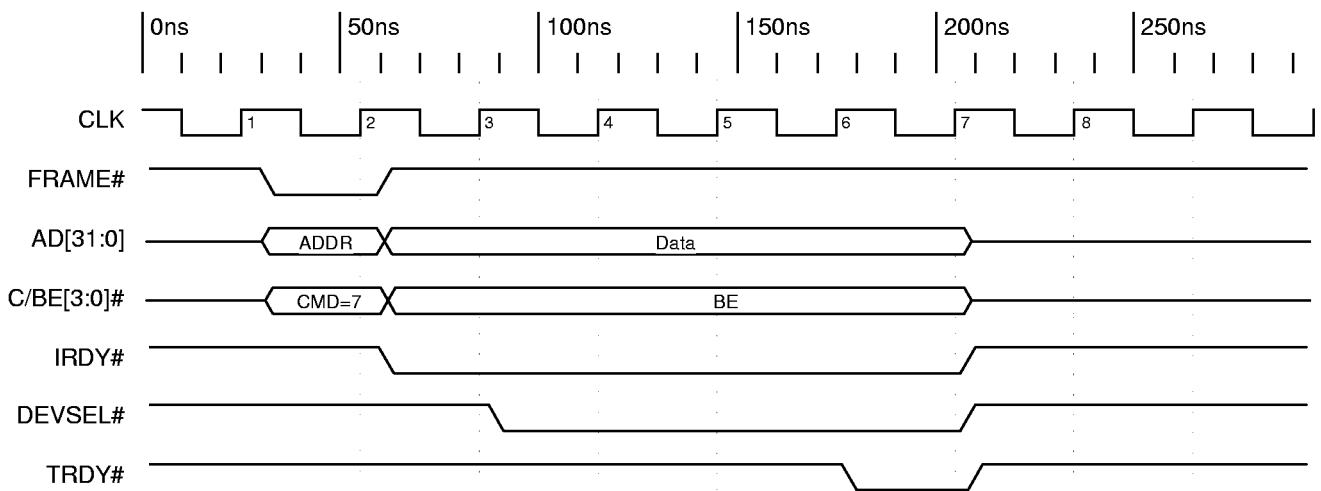 0ns 50ns 100ns 150ns 200ns 250ns
CLK 1 2 3 4 5 6 7 8
FRAME#
AD[31:0] ADDR Data
C/BE[3:0]# CMD=7 BE
IRDY#
DEVSEL#
TRDY#